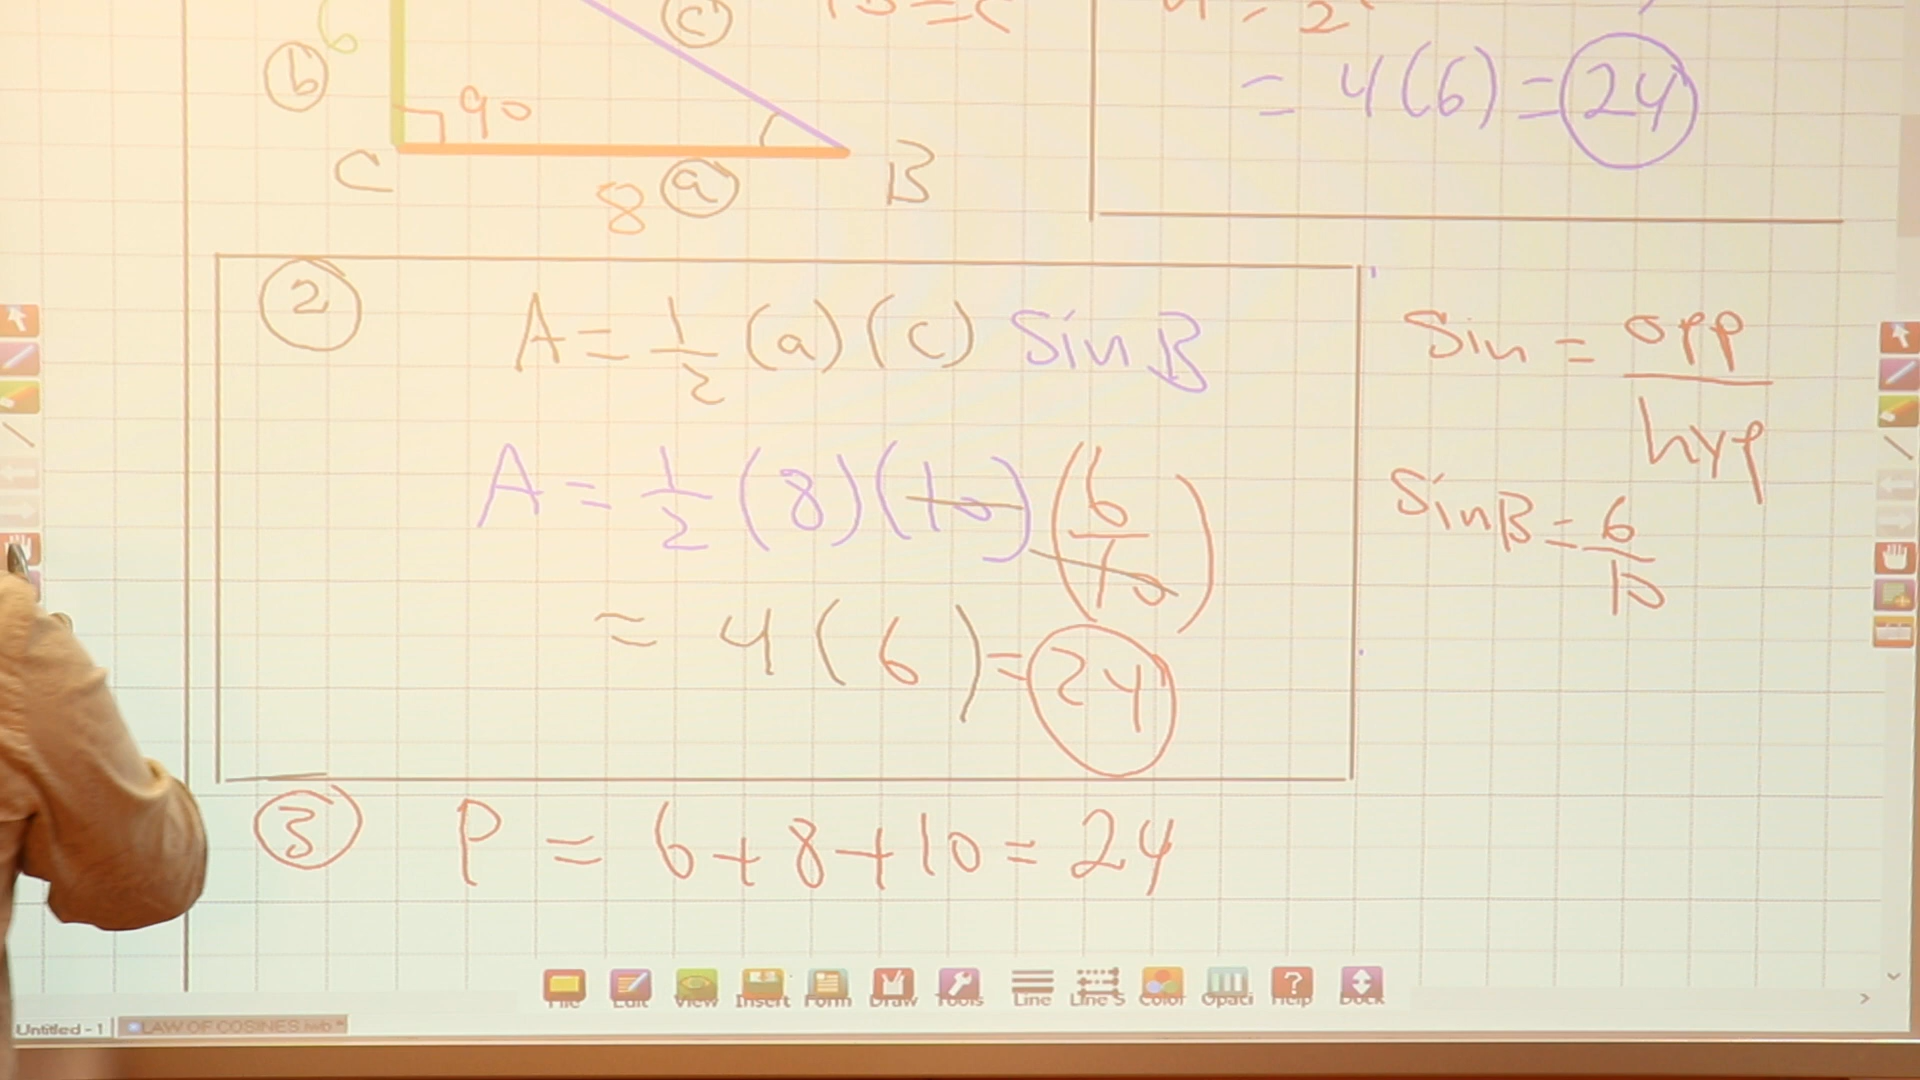 6
c
b
90
= 4(6) = 24
C
8
a
B
2
A = 1/2 (a)(c) Sin B
Sin = opp/hyp
A = 1/2 (8)(10)(6/10)
Sin B = 6/10
= 4(6) = 24
3
P = 6+8+10 = 24
File Edit View Insert Form Draw Tools Line Line S Color Opaci Help Dock
Untitled - 1
LAW OF COSINES.iwb *